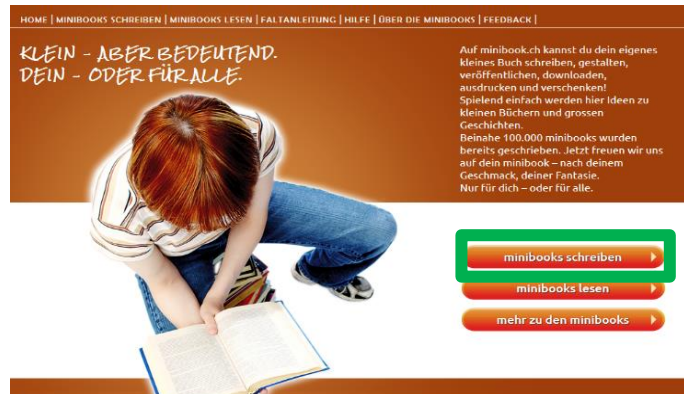 HOME | MINIBOOKS SCHREIBEN | MINIBOOKS LESEN | FALTANLEITUNG | HILFE | ÜBER DIE MINIBOOKS | FEEDBACK |
KLEIN - ABER BEDEUTEND.
DEIN - ODER FÜR ALLE.
Auf minibook.ch kannst du dein eigenes
kleines Buch schreiben, gestalten,
veröffentlichen, downloaden,
ausdrucken und verschenken!
Spielend einfach werden hier Ideen zu
kleinen Büchern und grossen
Geschichten.
Beinahe 100.000 minibooks wurden
bereits geschrieben. Jetzt freuen wir uns
auf dein minibook – nach deinem
Geschmack, deiner Fantasie.
Nur für dich – oder für alle.
minibooks schreiben
minibooks lesen
mehr zu den minibooks